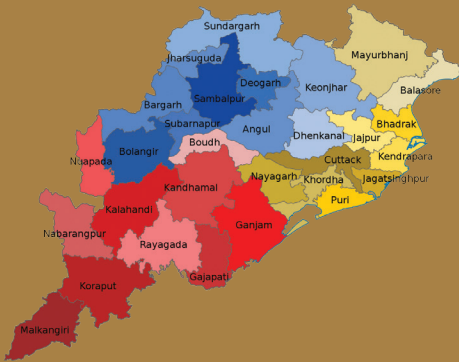 Sundargarh
Mayurbhanj
Jharsuguda
Deogarh
Keonjhar
Balasore
Sambalpur
Bargarh
Subarnapur
Angul
Bhadrak
Dhenkanal
Jajpur
Boudh
Bolangir
Cuttack
Kendrapara
Nuapada
Nayagarh
Khordha
Jagatsinghpur
Kandhamal
Puri
Kalahandi
Ganjam
Nabarangpur
Rayagada
Gajapati
Koraput
Malkangiri